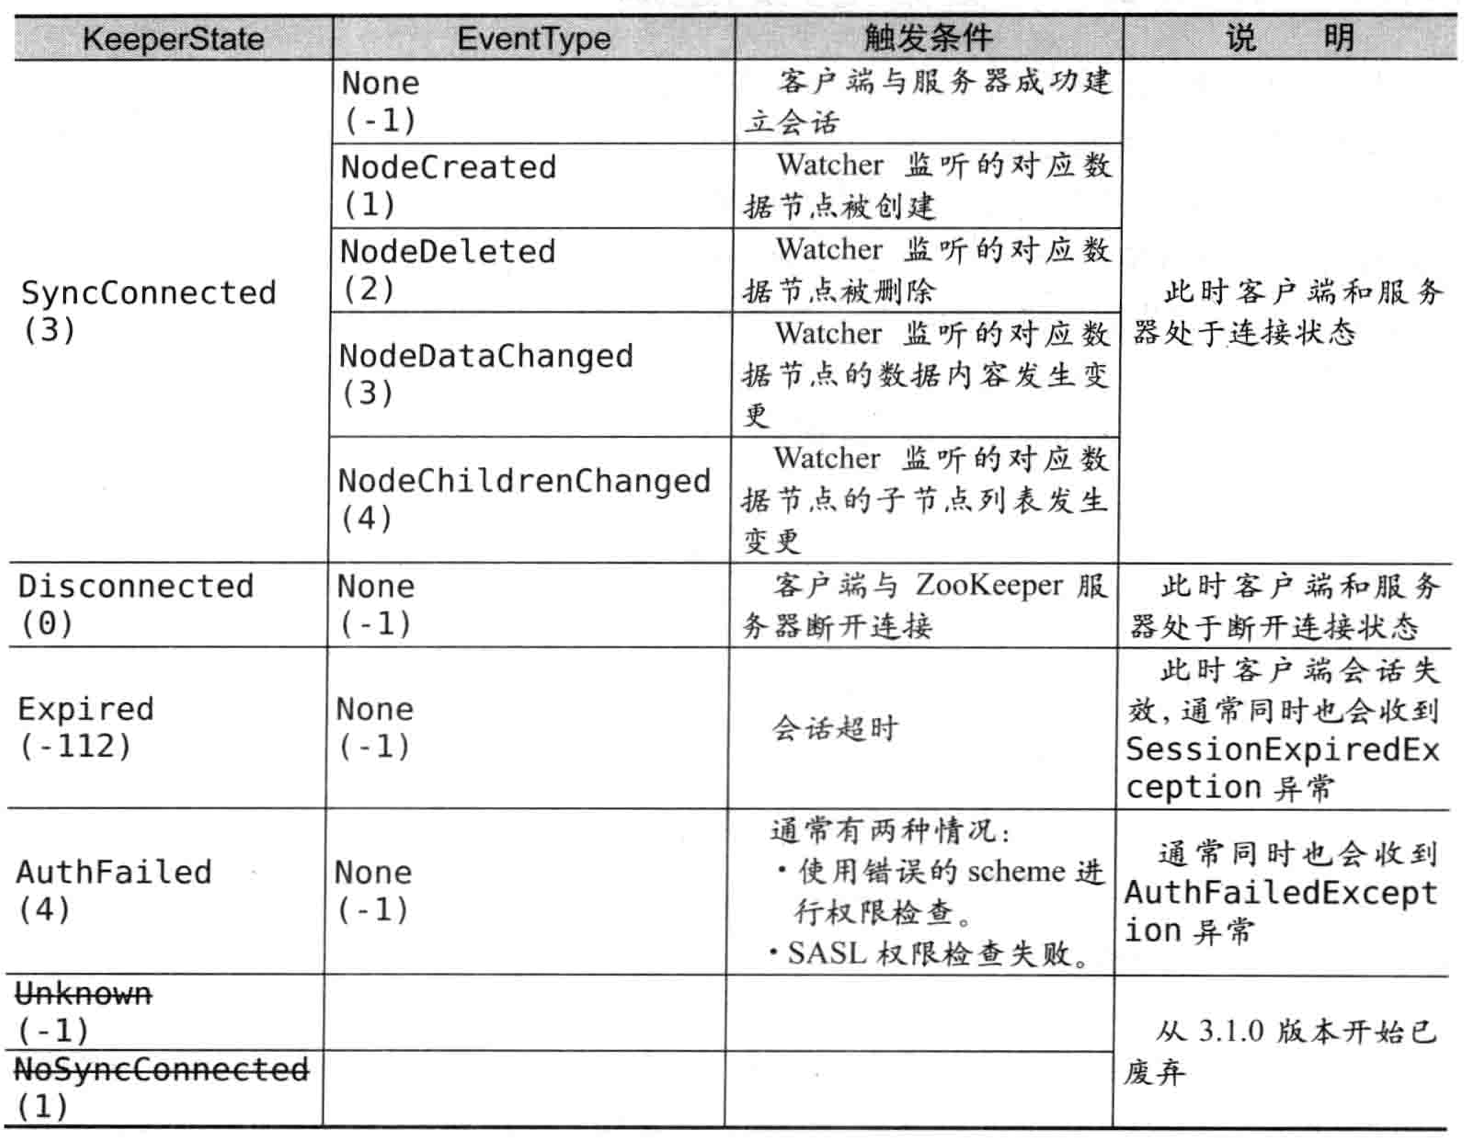 KeeperState EventType 触发条件 说 明
SyncConnected
(3)
None
(-1)
客户端与服务器成功建
立会话
NodeCreated
(1)
Watcher 监听的对应数
据节点被创建
NodeDeleted
(2)
Watcher 监听的对应数
据节点被删除
NodeDataChanged
(3)
Watcher 监听的对应数
据节点的数据内容发生变
更
NodeChildrenChanged
(4)
Watcher 监听的对应数
据节点的子节点列表发生
变更
此时客户端和服务
器处于连接状态
Disconnected
(0)
None
(-1)
客户端与 ZooKeeper 服
务器断开连接
此时客户端和服务
器处于断开连接状态
Expired
(-112)
None
(-1)
会话超时
此时客户端会话失
效,通常同时也会收到
SessionExpiredEx
ception 异常
AuthFailed
(4)
None
(-1)
通常有两种情况:
·使用错误的 scheme 进
行权限检查。
·SASL 权限检查失败。
通常同时也会收到
AuthFailedExcept
ion 异常
Unknown
(-1)
NoSyncConnected
(1)
从 3.1.0 版本开始已
废弃